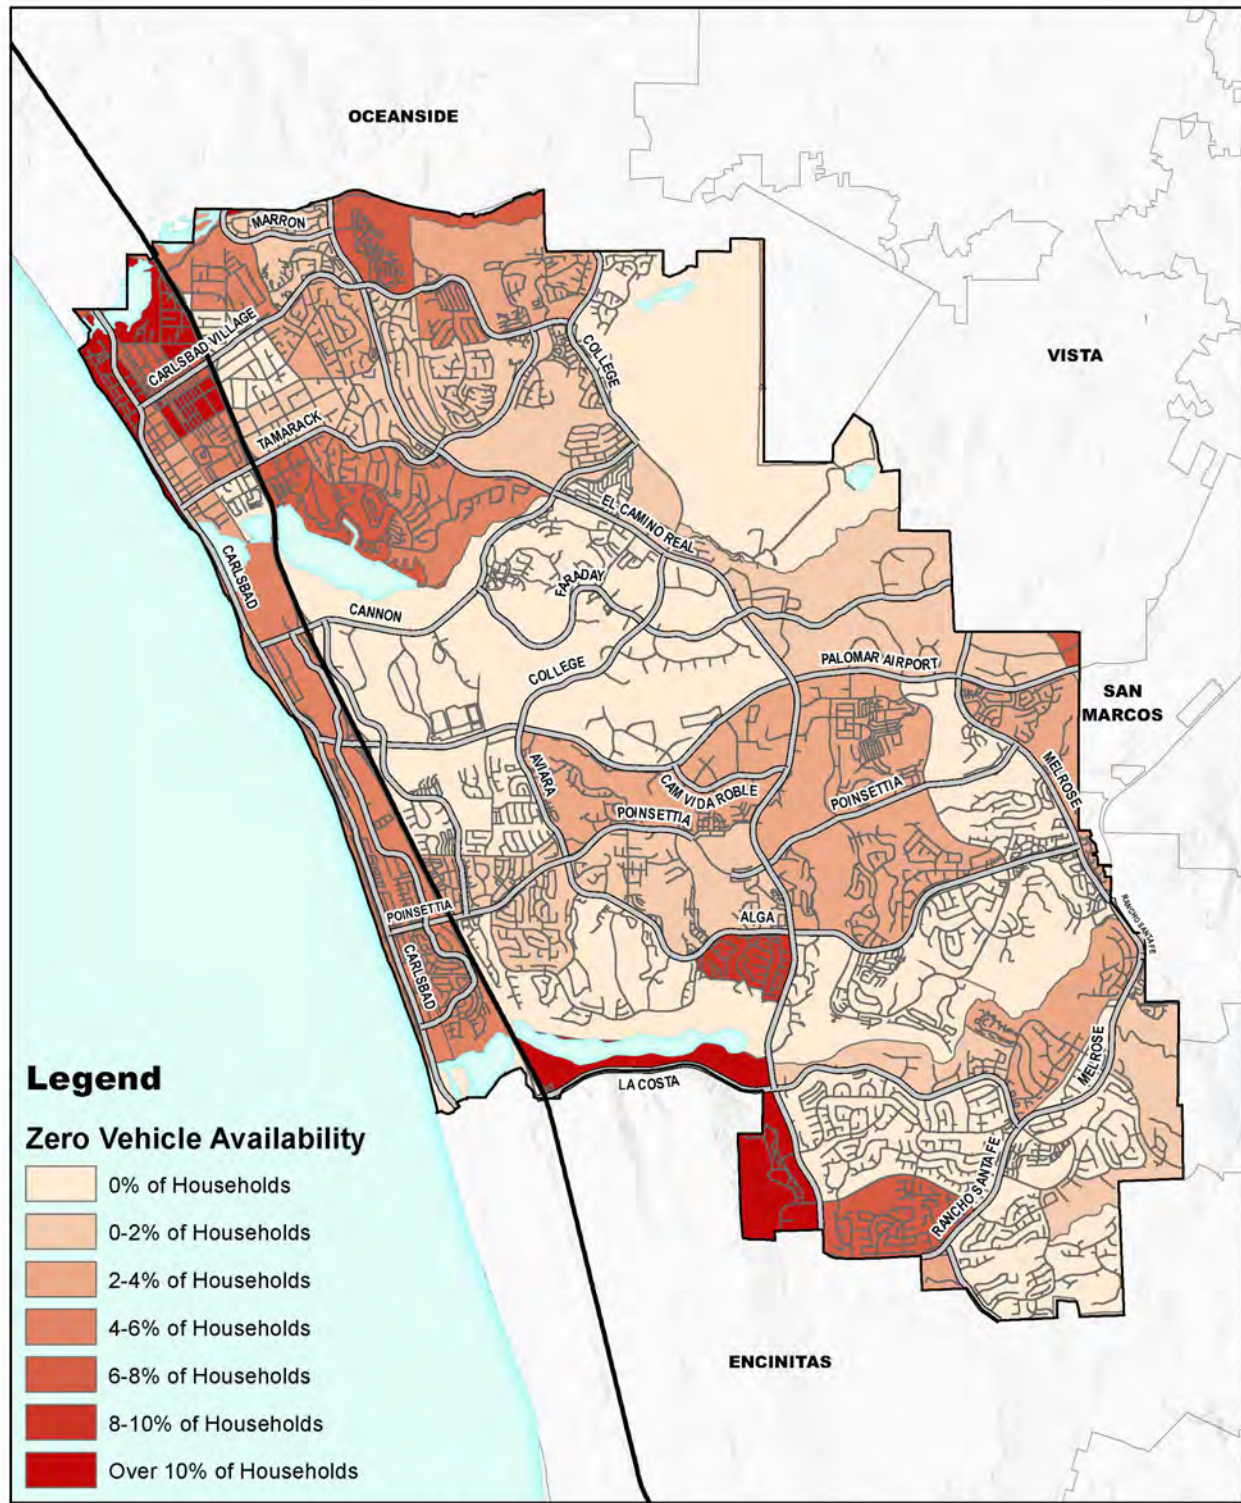 OCEANSIDE
MARRON
CARLSBAD VILLAGE
COLLEGE
VISTA
TAMARACK
EL CAMINO REAL
CARLSBAD
FARADAY
CANNON
COLLEGE
PALOMAR AIRPORT
SAN
MARCOS
AVIARA
CAM VIDA ROBLE
MELROSE
POINSETTIA
POINSETTIA
POINSETTIA
ALGA
RANCHO SANTA FE
CARLSBAD
MELROSE
LA COSTA
RANCHO SANTA FE
ENCINITAS
Legend
Zero Vehicle Availability
0% of Households
0-2% of Households
2-4% of Households
4-6% of Households
6-8% of Households
8-10% of Households
Over 10% of Households